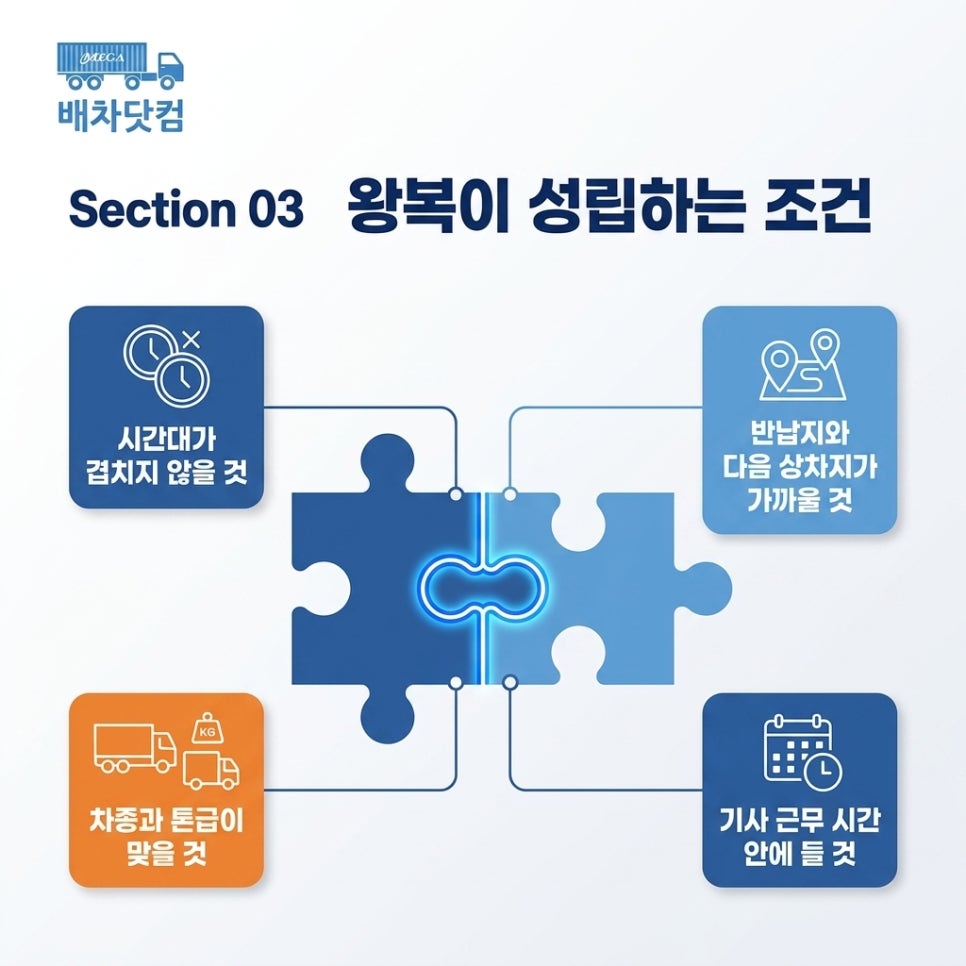 OMEGA
배차닷컴
Section 03 왕복이 성립하는 조건
시간대가
겹치지 않을 것
반납지와
다음 상차지가
가까울 것
KG
차종과 톤급이
맞을 것
기사 근무 시간
안에 들 것